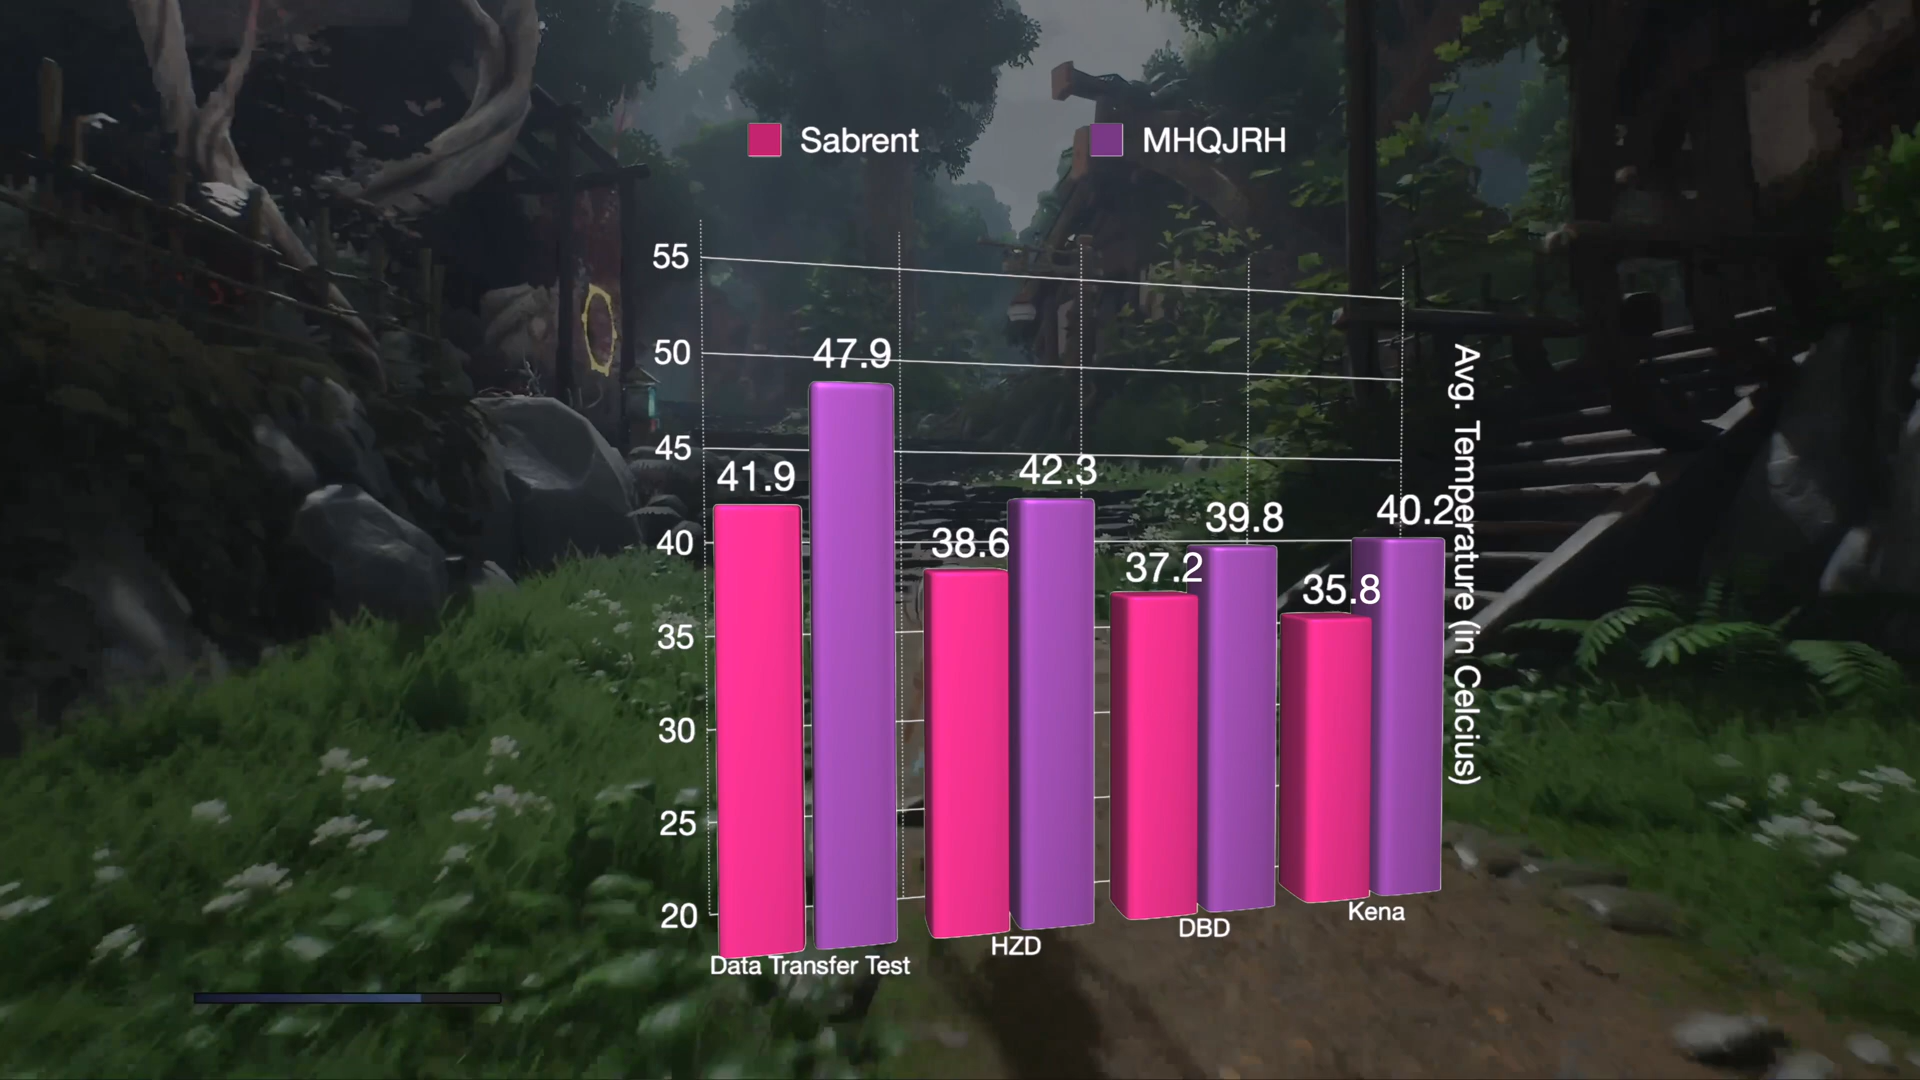 Sabrent
MHQJRH
55
50
45
40
35
30
25
20
41.9
47.9
38.6
42.3
37.2
39.8
35.8
40.2
Data Transfer Test
HZD
DBD
Kena
Avg. Temperature (in Celcius)